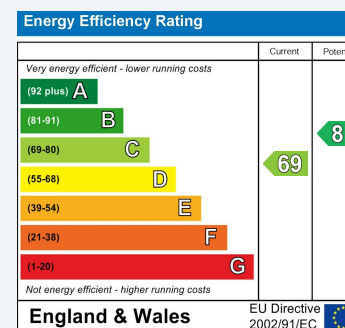 Energy Efficiency Rating
Current
Very energy efficient - lower running costs
(92 plus) A
(81-91) B
(69-80) C
69
(55-68) D
(39-54) E
(21-38) F
(1-20) G
Not energy efficient - higher running costs
England & Wales
EU Directive
2002/91/EC